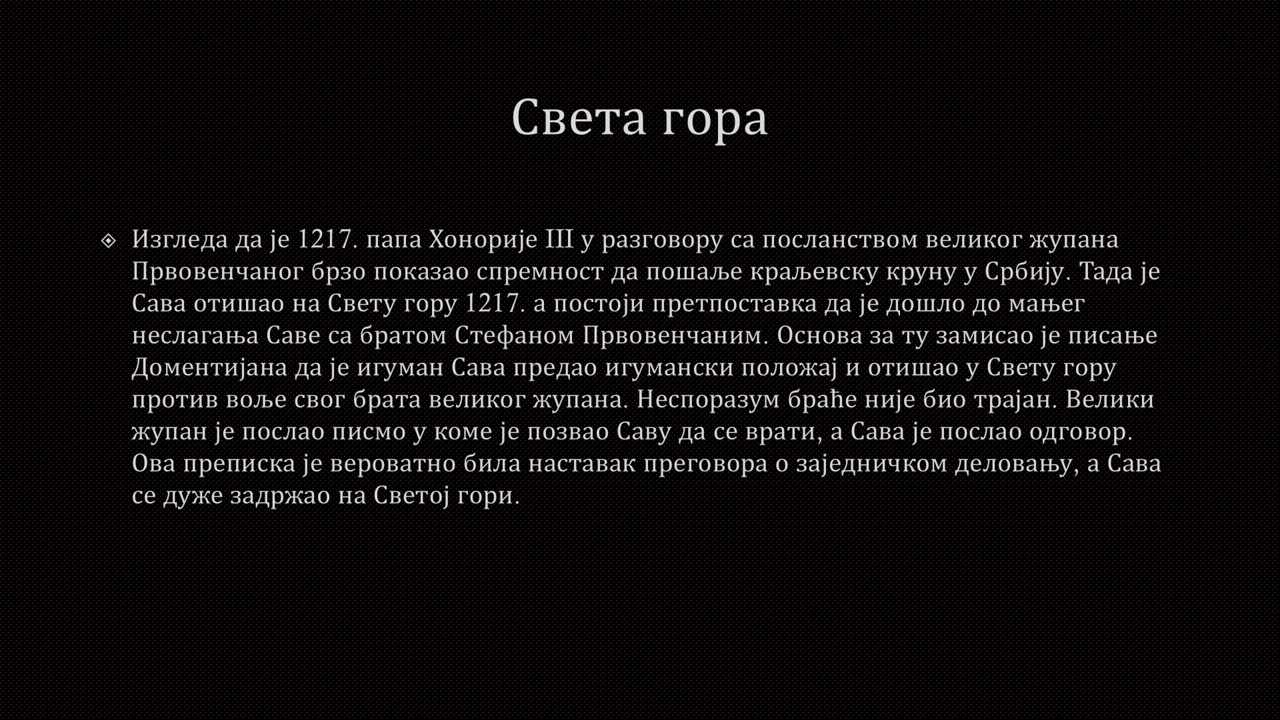 Света гора
Изгледа да је 1217. папа Хонорије III у разговору са посланством великог жупана
Првовенчаног брзо показао спремност да пошаље краљевску круну у Србију. Тада је
Сава отишао на Свету гору 1217. а постоји претпоставка да је дошло до мањег
неслагања Саве са братом Стефаном Првовенчаним. Основа за ту замисао је писање
Доментијана да је игуман Сава предао игумански положај и отишао у Свету гору
против воље свог брата великог жупана. Неспоразум браће није био трајан. Велики
жупан је послао писмо у коме је позвао Саву да се врати, а Сава је послао одговор.
Ова преписка је вероватно била наставак преговора о заједничком деловању, а Сава
се дуже задржао на Светој гори.